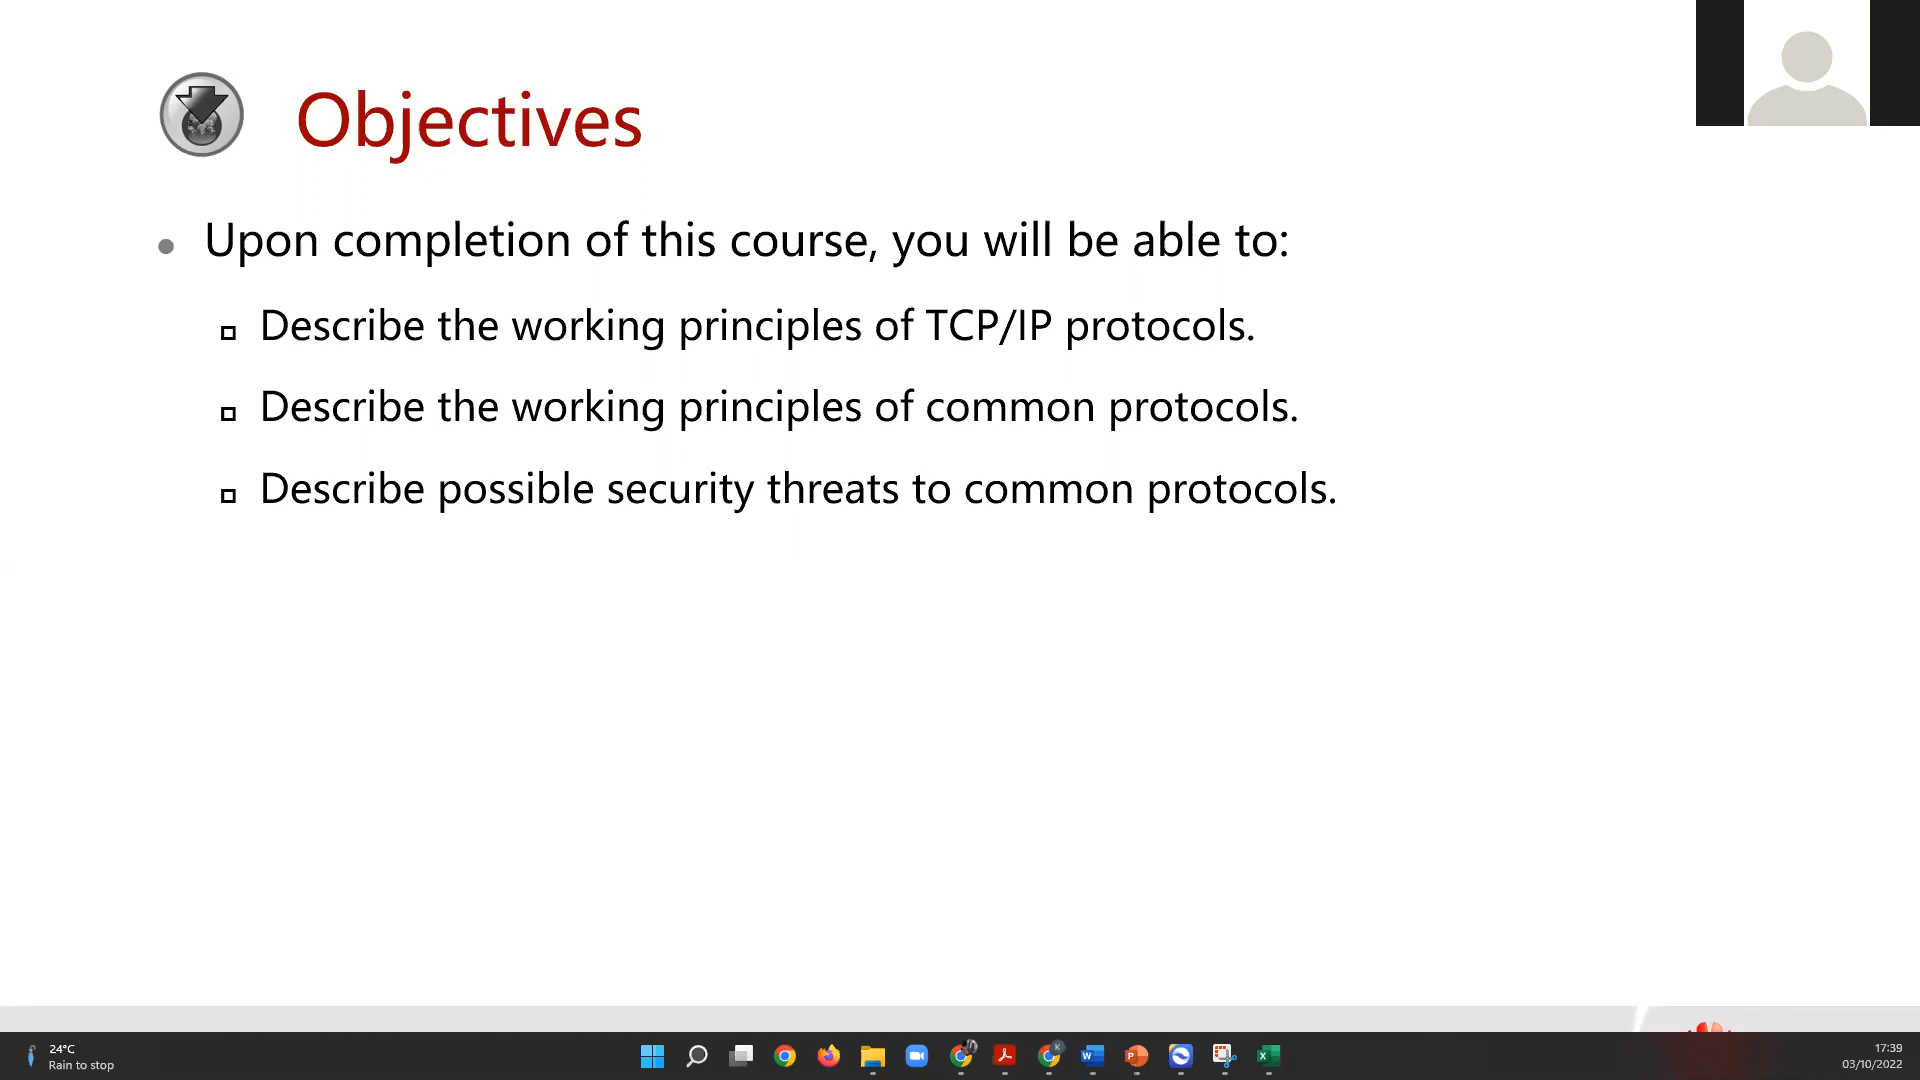 Objectives
Upon completion of this course, you will be able to:
Describe the working principles of TCP/IP protocols.
Describe the working principles of common protocols.
Describe possible security threats to common protocols.
24°C
Rain to stop
17:39
03/10/2022